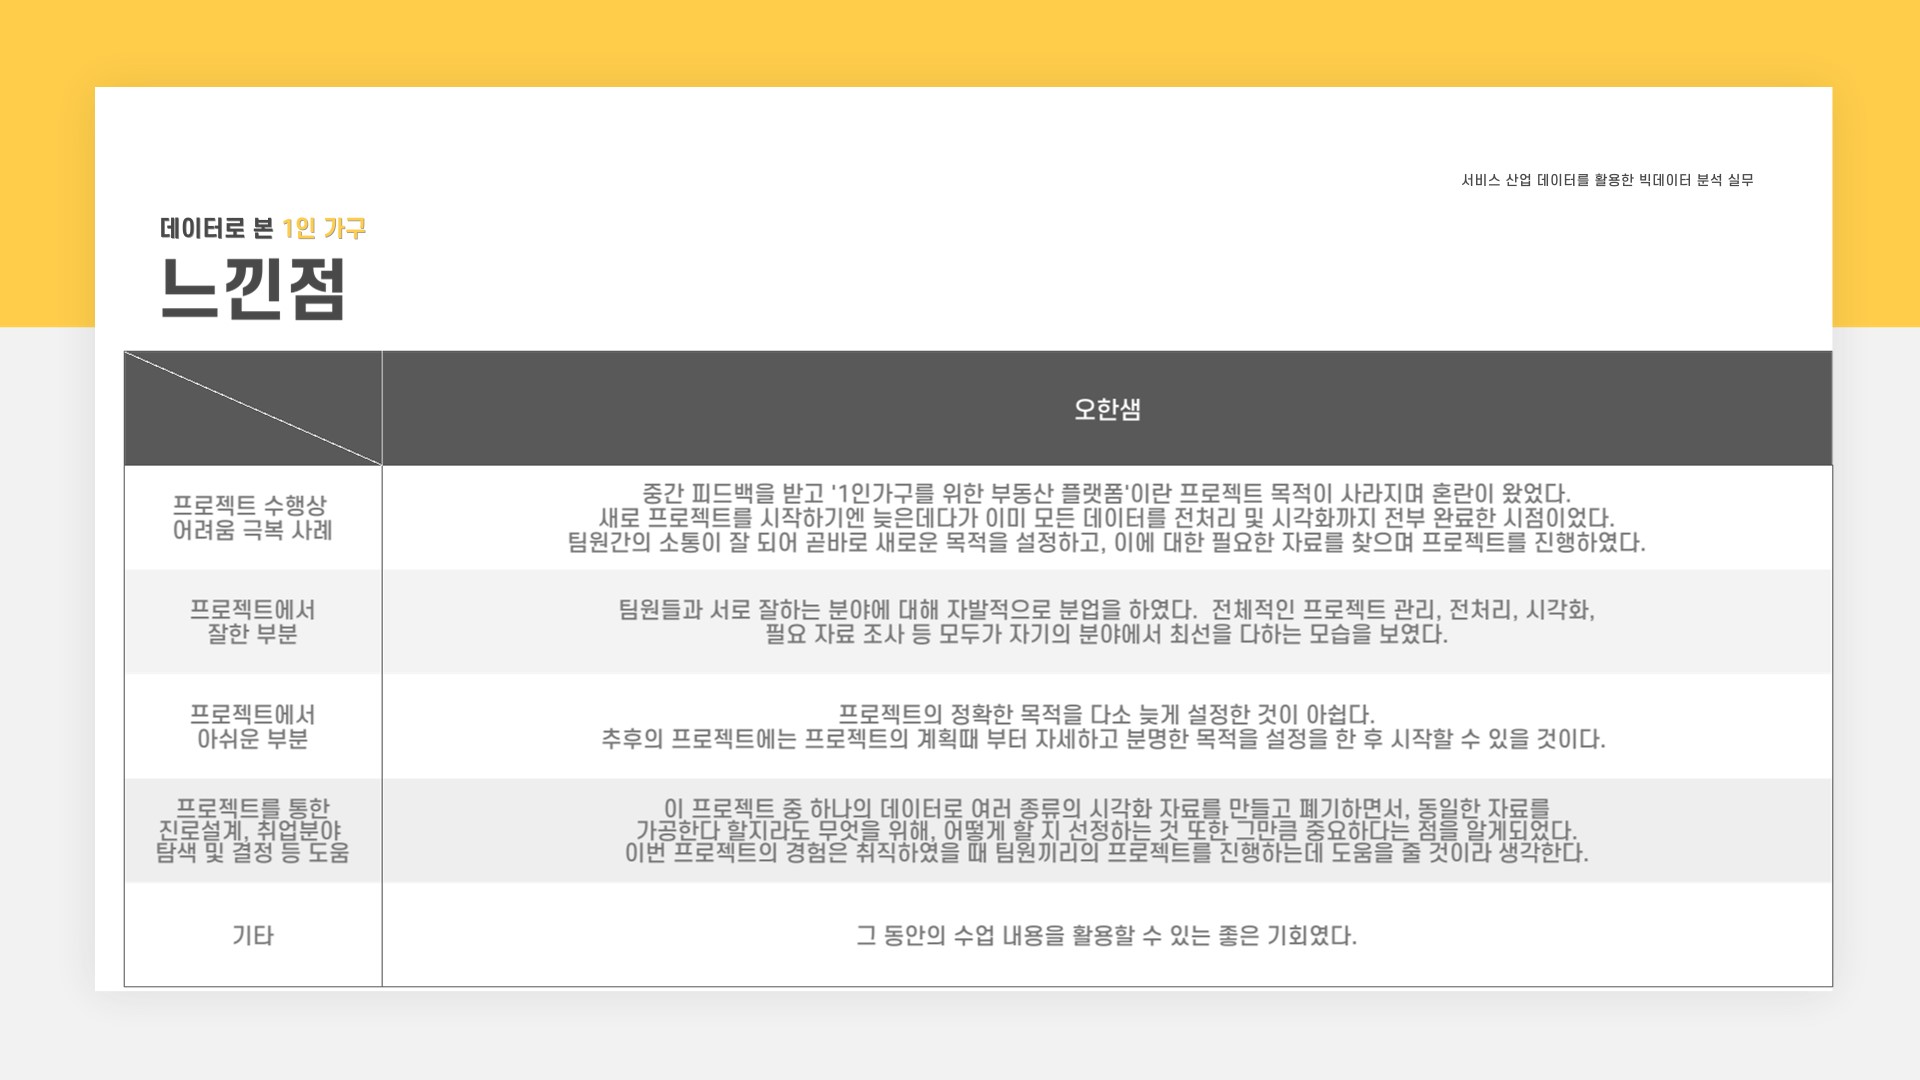 서비스 산업 데이터를 활용한 빅데이터 분석 실무
데이터로 본 1인 가구
느낀점
오한샘
프로젝트 수행상
어려움 극복 사례
중간 피드백을 받고 '1인가구를 위한 부동산 플랫폼'이란 프로젝트 목적이 사라지며 혼란이 왔었다.
새로 프로젝트를 시작하기엔 늦은데다가 이미 모든 데이터를 전처리 및 시각화까지 전부 완료한 시점이었다.
팀원간의 소통이 잘 되어 곧바로 새로운 목적을 설정하고, 이에 대한 필요한 자료를 찾으며 프로젝트를 진행하였다.
프로젝트에서
잘한 부분
팀원들과 서로 잘하는 분야에 대해 자발적으로 분업을 하였다.  전체적인 프로젝트 관리, 전처리, 시각화,
필요 자료 조사 등 모두가 자기의 분야에서 최선을 다하는 모습을 보였다.
프로젝트에서
아쉬운 부분
프로젝트의 정확한 목적을 다소 늦게 설정한 것이 아쉽다.
추후의 프로젝트에는 프로젝트의 계획때 부터 자세하고 분명한 목적을 설정을 한 후 시작할 수 있을 것이다.
프로젝트를 통한
진로설계, 취업분야
탐색 및 결정 등 도움
이 프로젝트 중 하나의 데이터로 여러 종류의 시각화 자료를 만들고 폐기하면서, 동일한 자료를
가공한다 할지라도 무엇을 위해, 어떻게 할 지 선정하는 것 또한 그만큼 중요하다는 점을 알게되었다.
이번 프로젝트의 경험은 취직하였을 때 팀원끼리의 프로젝트를 진행하는데 도움을 줄 것이라 생각한다.
기타
그 동안의 수업 내용을 활용할 수 있는 좋은 기회였다.